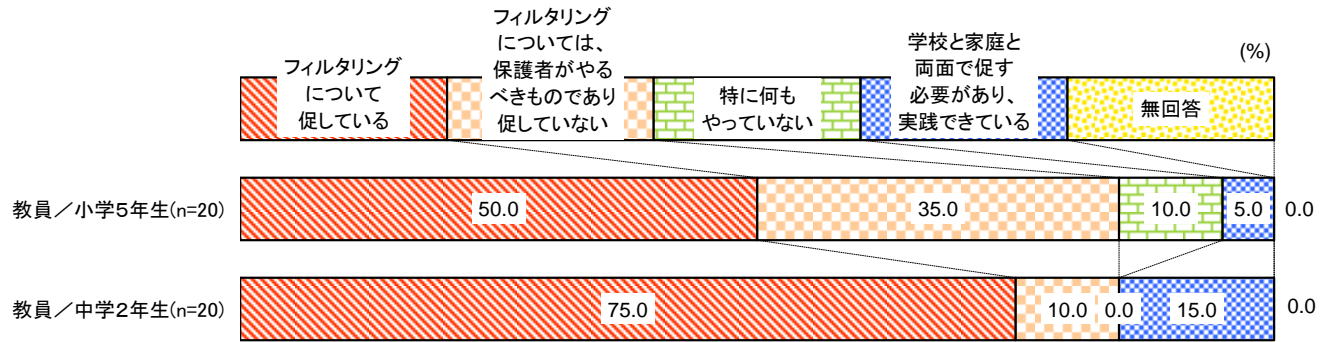 フィルタリング
について
促している
フィルタリング
については、
保護者がやる
べきものであり
促していない
特に何も
やっていない
学校と家庭と
両面で促す
必要があり、
実践できている
無回答
(%)
教員／小学5年生(n=20)
50.0
35.0
10.0
5.0
0.0
教員／中学2年生(n=20)
75.0
10.0
0.0
15.0
0.0